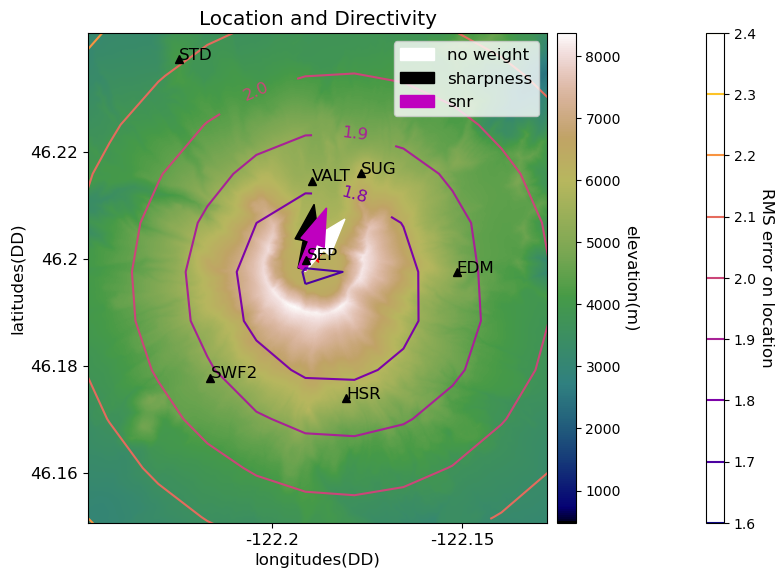 Location and Directivity
no weight
sharpness
snr
STD
2.0
1.9
VALT
SUG
1.8
SEP
EDM
SWF2
HSR
46.22
46.2
46.18
46.16
latitudes(DD)
-122.2
-122.15
longitudes(DD)
8000
7000
6000
5000
4000
3000
2000
1000
elevation(m)
2.4
2.3
2.2
2.1
2.0
1.9
1.8
1.7
1.6
RMS error on location